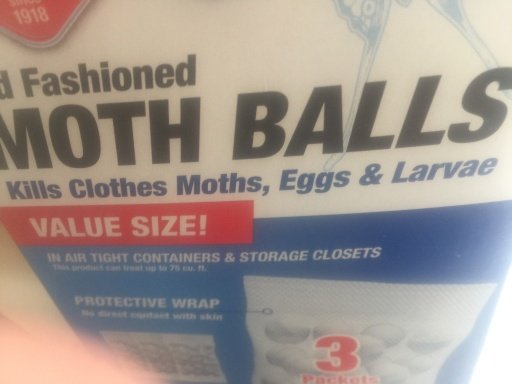 since
1918
d Fashioned
MOTH BALLS
Kills Clothes Moths, Eggs & Larvae
VALUE SIZE!
IN AIR TIGHT CONTAINERS & STORAGE CLOSETS
This product can treat up to 75 cu. ft.
PROTECTIVE WRAP
No direct contact with skin
3
Packets